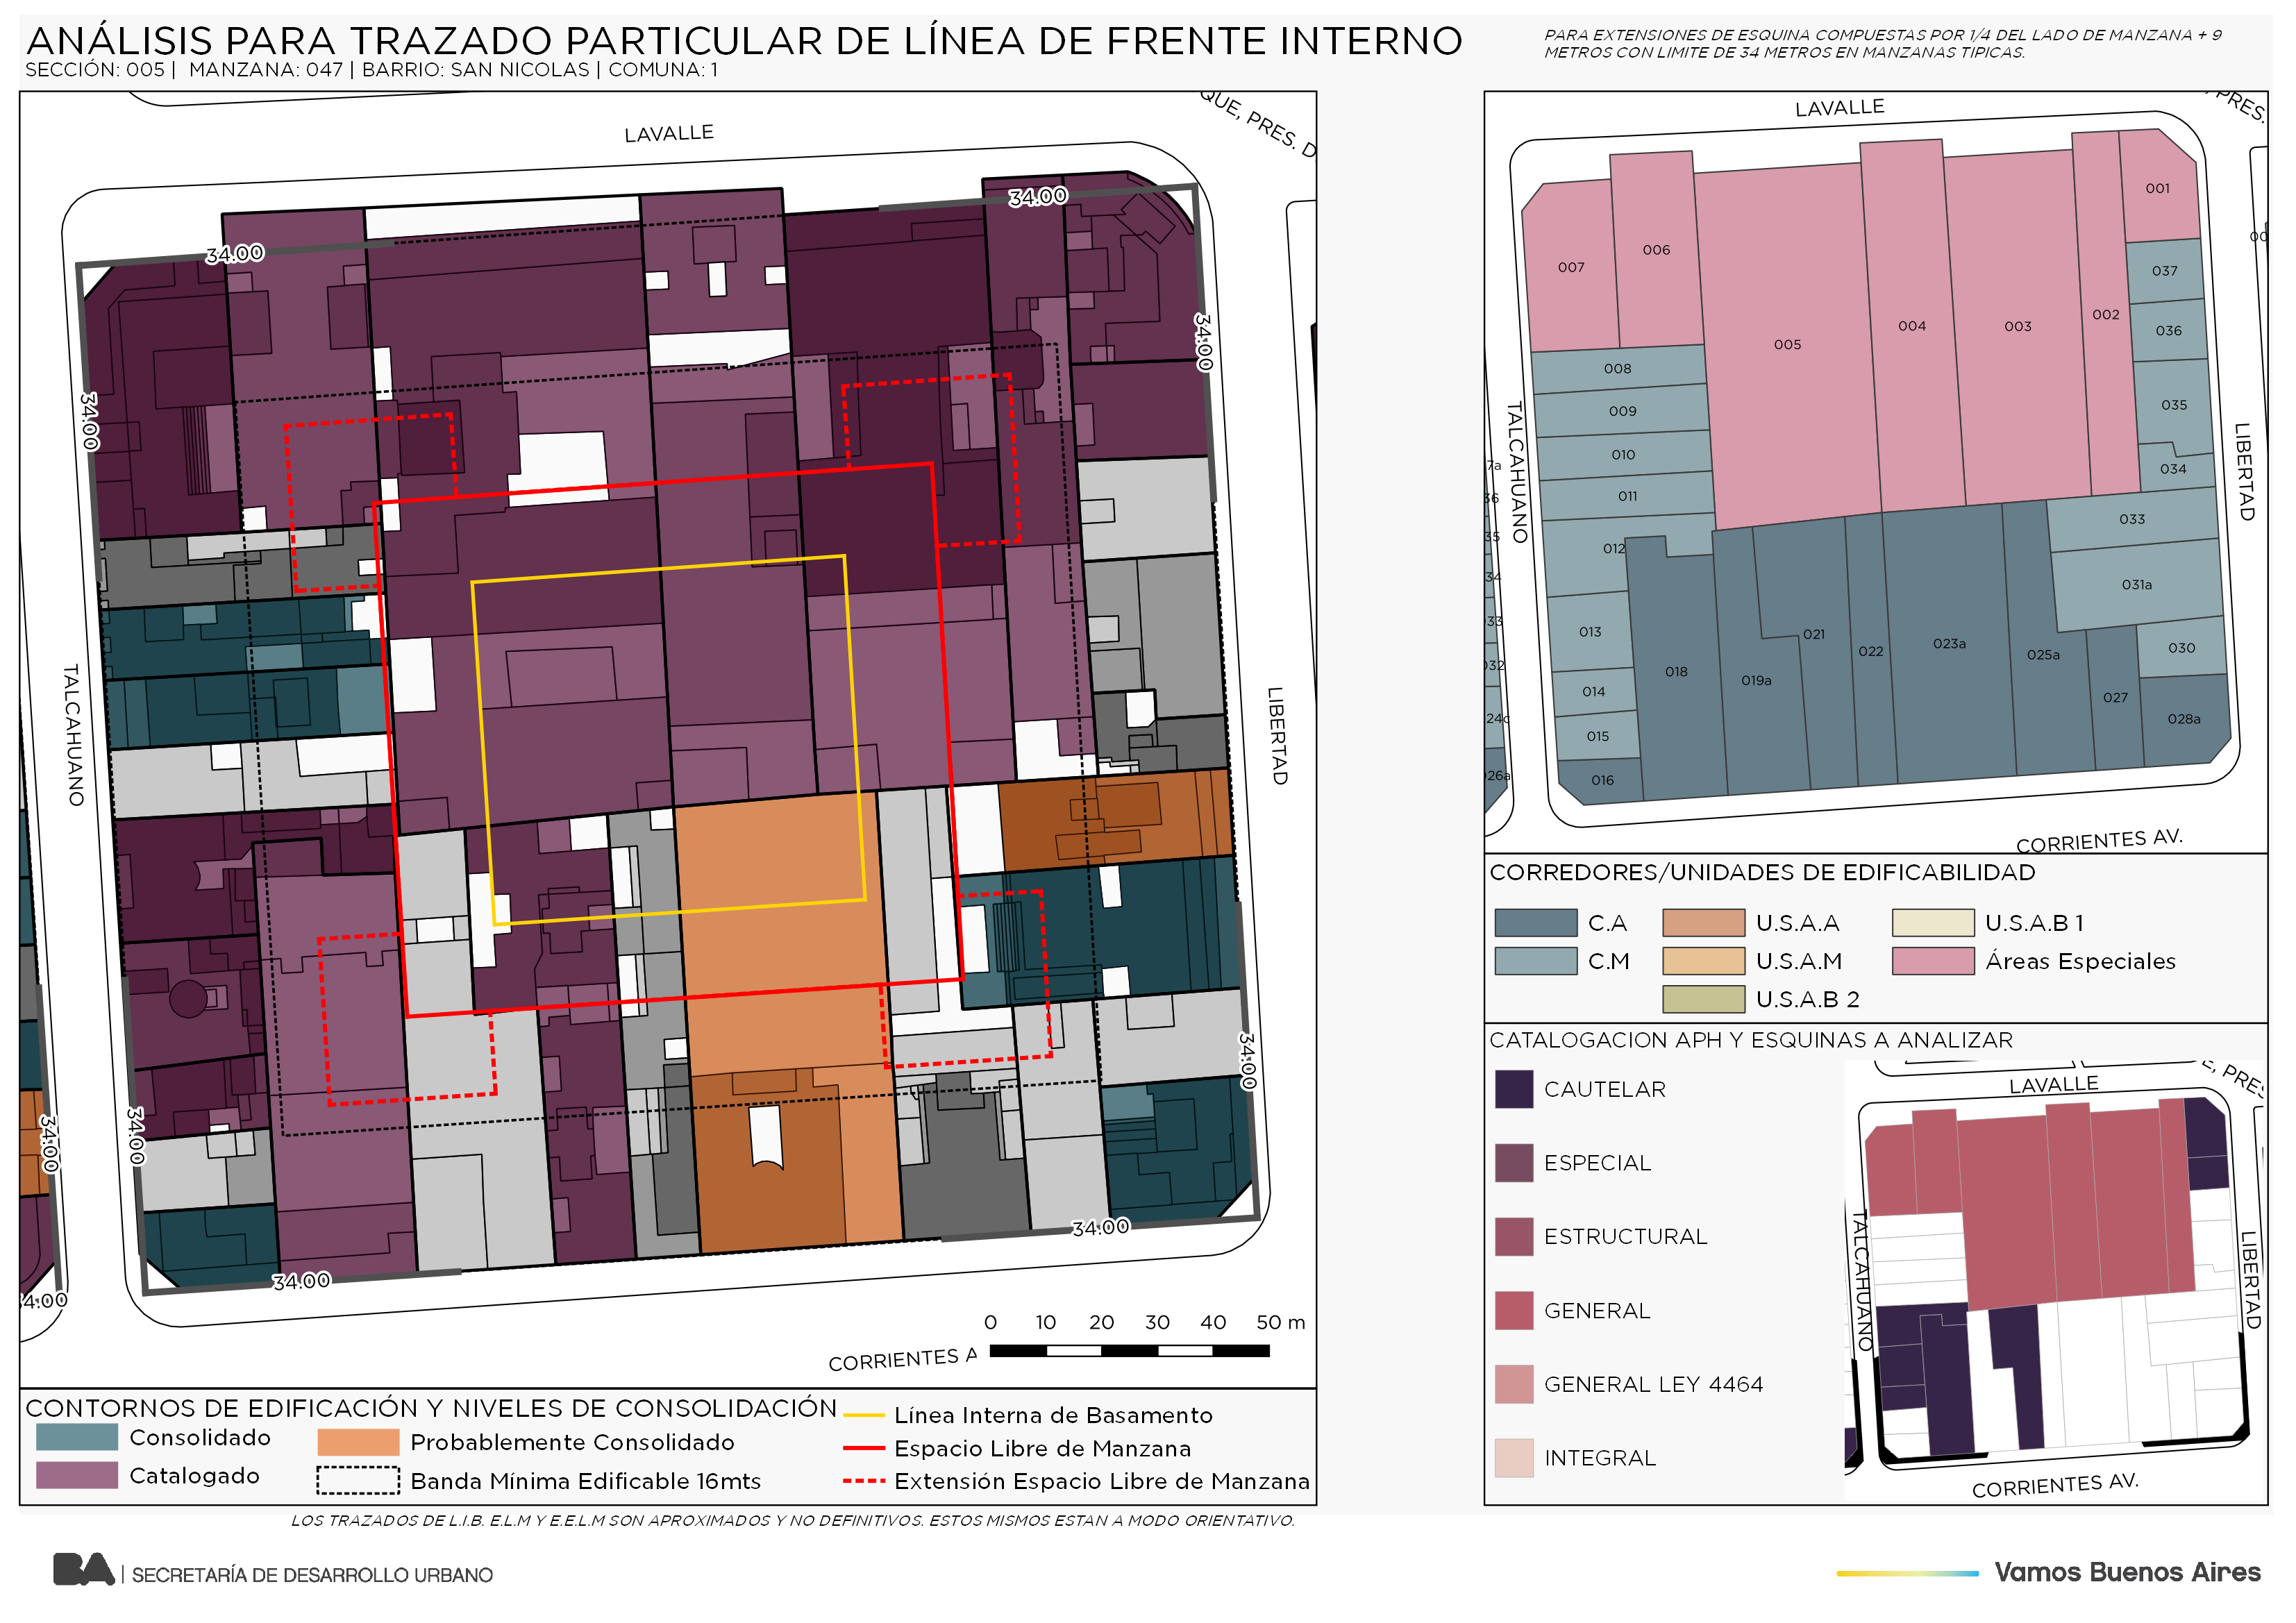 ANÁLISIS PARA TRAZADO PARTICULAR DE LÍNEA DE FRENTE INTERNO
SECCIÓN: 005 | MANZANA: 047 | BARRIO: SAN NICOLAS | COMUNA: 1
PARA EXTENSIONES DE ESQUINA COMPUESTAS POR 1/4 DEL LADO DE MANZANA + 9
METROS CON LIMITE DE 34 METROS EN MANZANAS TIPICAS.
QUE, PRES. D
LAVALLE
34.00
34.00
34.00
34.00
TALCAHUANO
LIBERTAD
34.00
34.00
34.00
34.00
34.00
4.00
0 10 20 30 40 50 m
CORRIENTES A
CONTORNOS DE EDIFICACIÓN Y NIVELES DE CONSOLIDACIÓN
Consolidado
Catalogado
Probablemente Consolidado
Banda Mínima Edificable 16mts
Línea Interna de Basamento
Espacio Libre de Manzana
Extensión Espacio Libre de Manzana
LOS TRAZADOS DE L.I.B. E.L.M Y E.E.L.M SON APROXIMADOS Y NO DEFINITIVOS. ESTOS MISMOS ESTAN A MODO ORIENTATIVO.
LAVALLE
PRES.
001
007
006
005
004
003
002
037
036
035
034
008
009
010
011
012
013
014
015
016
018
019a
021
022
023a
025a
027
028a
030
031a
033
00
7a
36
35
34
33
032
24c
26a
TALCAHUANO
LIBERTAD
CORRIENTES AV.
CORREDORES/UNIDADES DE EDIFICABILIDAD
C.A
C.M
U.S.A.A
U.S.A.M
U.S.A.B 2
U.S.A.B 1
Áreas Especiales
CATALOGACION APH Y ESQUINAS A ANALIZAR
CAUTELAR
ESPECIAL
ESTRUCTURAL
GENERAL
GENERAL LEY 4464
INTEGRAL
E, PRES
LAVALLE
TALCAHUANO
LIBERTAD
CORRIENTES AV.
BA | SECRETARÍA DE DESARROLLO URBANO
Vamos Buenos Aires